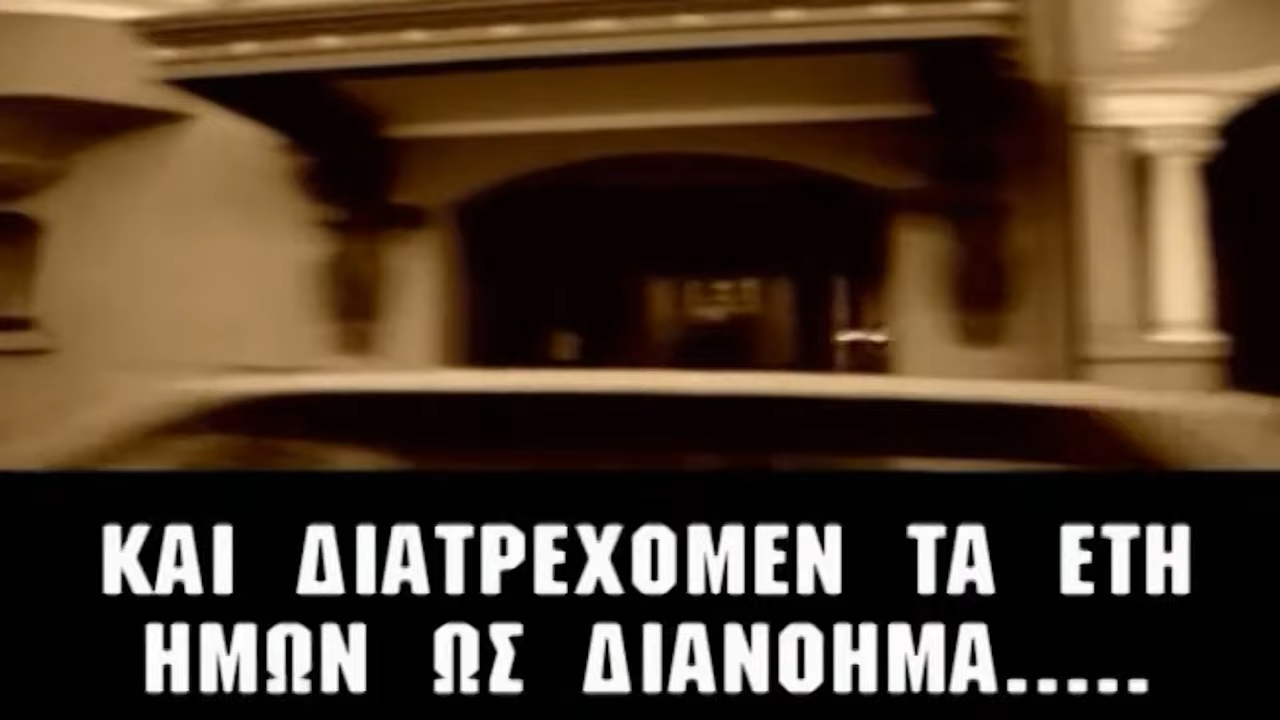 ΚΑΙ ΔΙΑΤΡΕΧΟΜΕΝ ΤΑ ΕΤΗ
ΗΜΩΝ ΩΣ ΔΙΑΝΟΗΜΑ.....